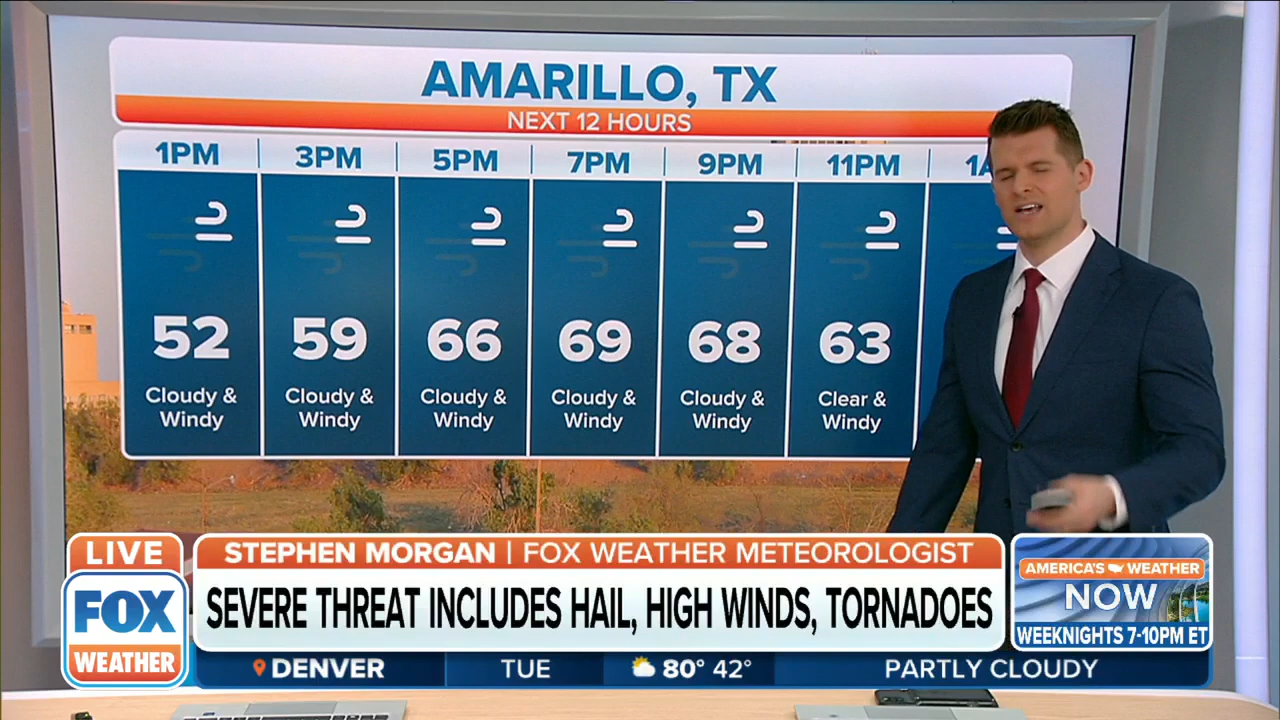 AMARILLO, TX
NEXT 12 HOURS
1PM 3PM 5PM 7PM 9PM 11PM
52 59 66 69 68 63
Cloudy & Cloudy & Cloudy & Cloudy & Cloudy & Clear &
Windy Windy Windy Windy Windy Windy
LIVE
FOX
WEATHER
STEPHEN MORGAN | FOX WEATHER METEOROLOGIST
SEVERE THREAT INCLUDES HAIL, HIGH WINDS, TORNADOES
AMERICA'S WEATHER
NOW
WEEKNIGHTS 7-10PM ET
DENVER TUE 80° 42° PARTLY CLOUDY